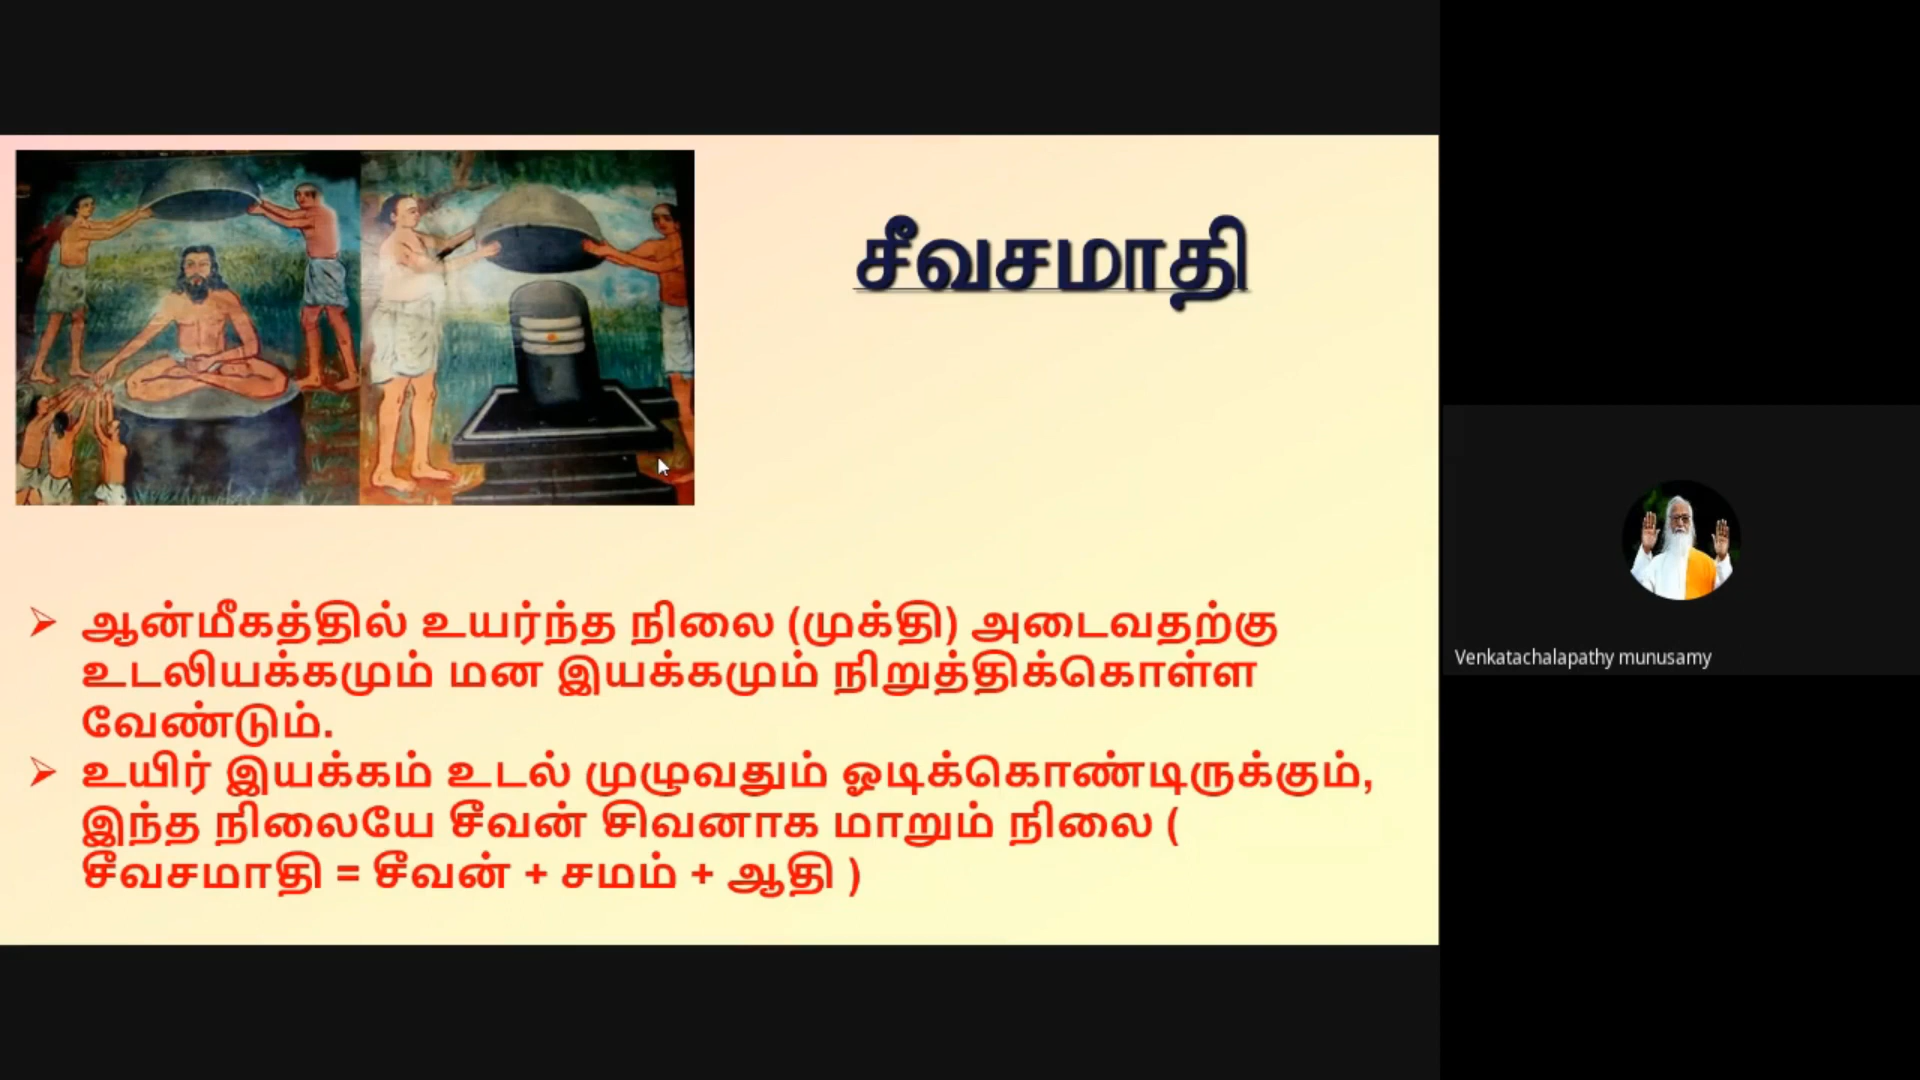 சீவசமாதி
➢ ஆன்மீகத்தில் உயர்ந்த நிலை (முக்தி) அடைவதற்கு
உடலியக்கமும் மன இயக்கமும் நிறுத்திக்கொள்ள
வேண்டும்.
➢ உயிர் இயக்கம் உடல் முழுவதும் ஓடிக்கொண்டிருக்கும்,
இந்த நிலையே சீவன் சிவனாக மாறும் நிலை (
சீவசமாதி = சீவன் + சமம் + ஆதி )
Venkatachalapathy munusamy